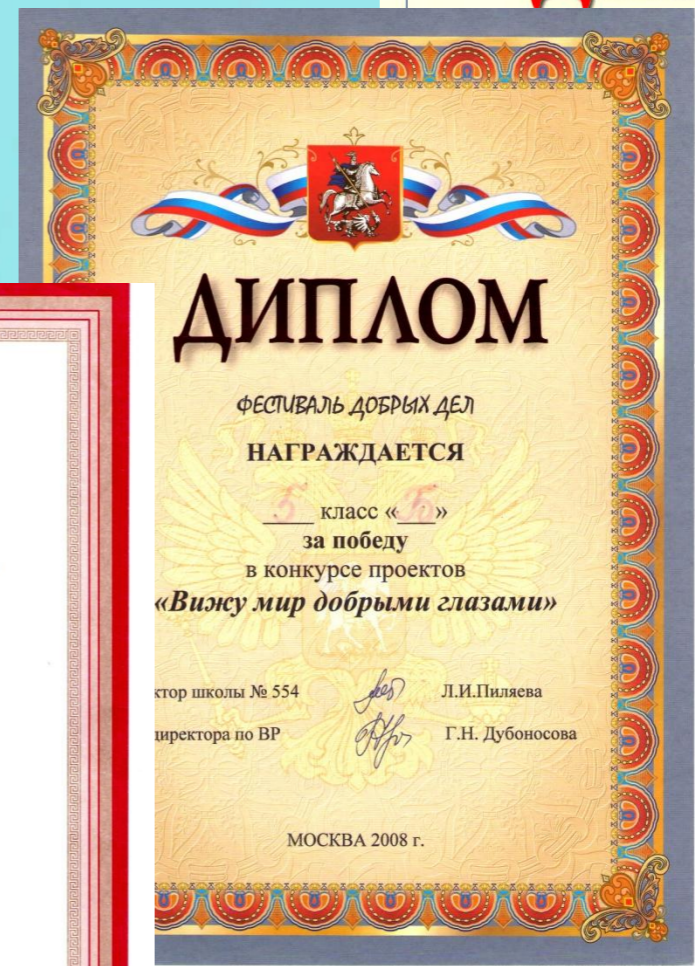 ДИПЛОМ
ФЕСТИВАЛЬ ДОБРЫХ ДЕЛ
НАГРАЖДАЕТСЯ
5 класс «Б»
за победу
в конкурсе проектов
«Вижу мир добрыми глазами»
ктор школы № 554 Л.И.Пиляева
директора по ВР Г.Н. Дубоносова
МОСКВА 2008 г.